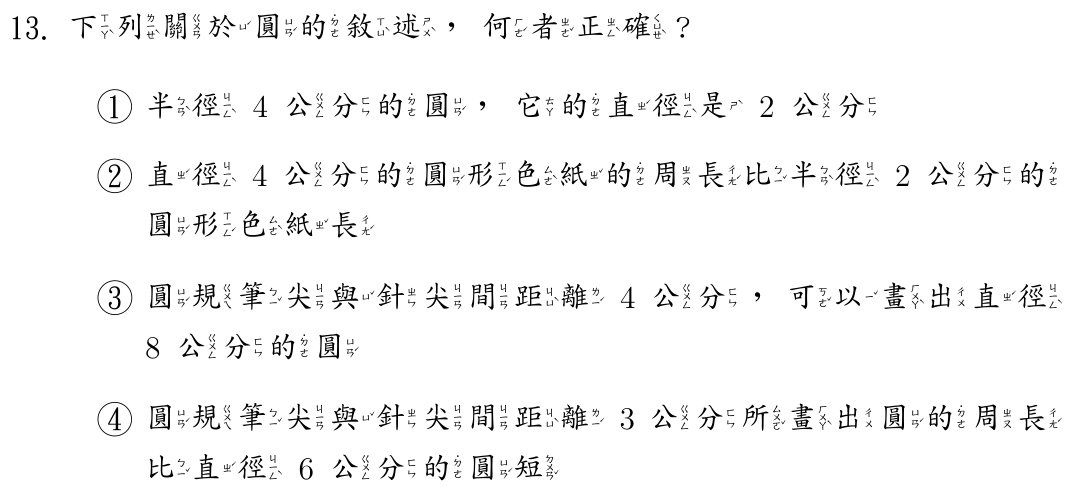 13. 下列關於圓的敘述，何者正確？
① 半徑 4 公分的圓，它的直徑是 2 公分
② 直徑 4 公分的圓形色紙的周長比半徑 2 公分的
圓形色紙長
③ 圓規筆尖與針尖間距離 4 公分，可以畫出直徑
8 公分的圓
④ 圓規筆尖與針尖間距離 3 公分所畫出圓的周長
比直徑 6 公分的圓短